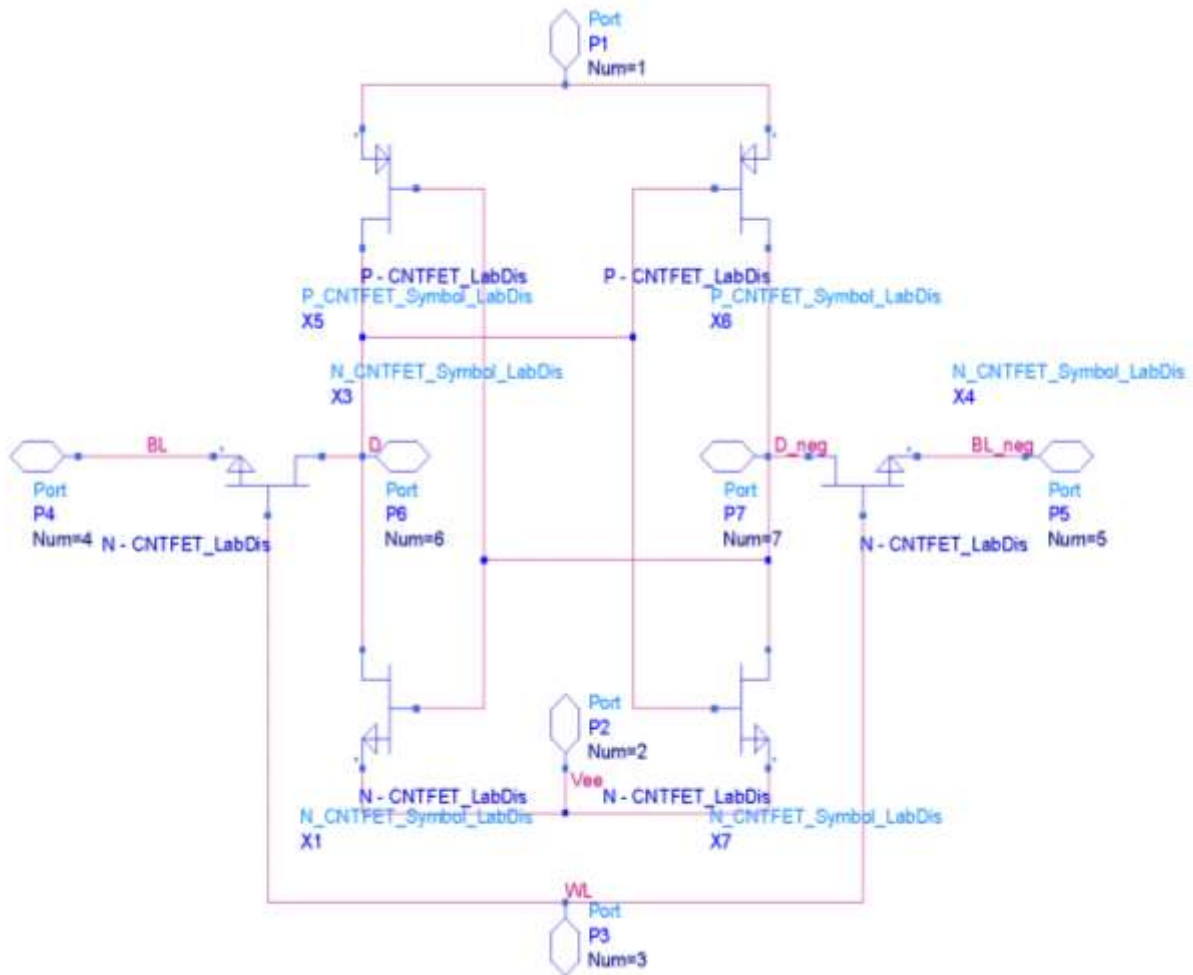 Port
P1
Num=1
P - CNTFET_LabDis
P_CNTFET_Symbol_LabDis
X5
P - CNTFET_LabDis
P_CNTFET_Symbol_LabDis
X6
N_CNTFET_Symbol_LabDis
X3
N_CNTFET_Symbol_LabDis
X4
BL
D
D_neg
BL_neg
Port
P4
Num=4
N - CNTFET_LabDis
Port
P6
Num=6
Port
P7
Num=7
N - CNTFET_LabDis
Port
P5
Num=5
Port
P2
Num=2
Vee
N - CNTFET_LabDis
N_CNTFET_Symbol_LabDis
X1
N - CNTFET_LabDis
N_CNTFET_Symbol_LabDis
X7
WL
Port
P3
Num=3